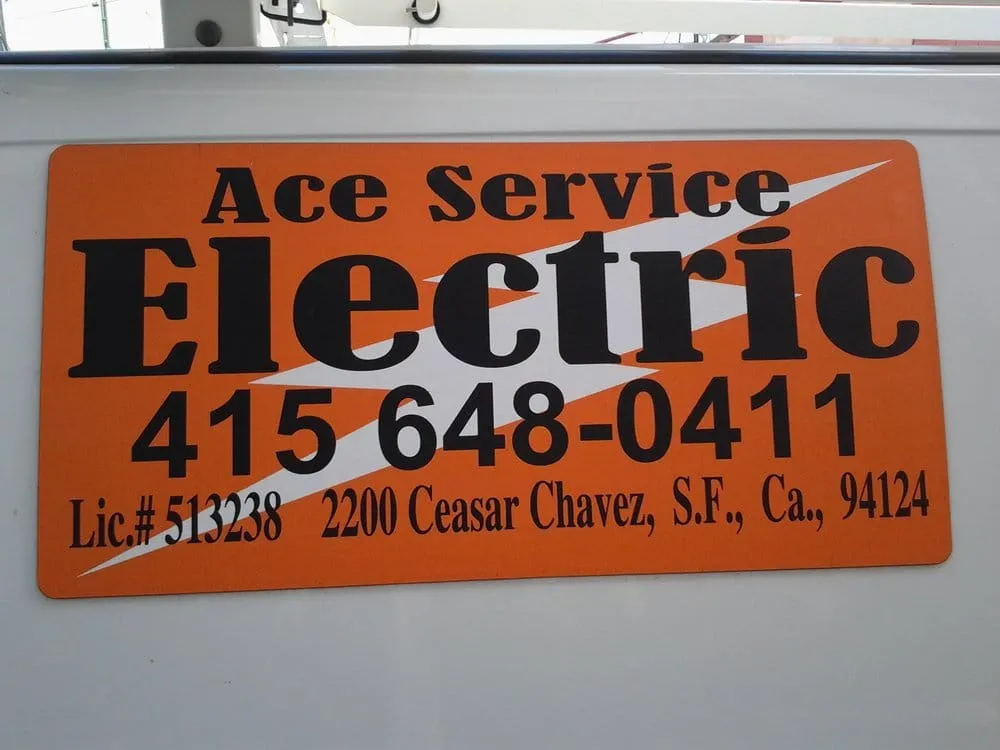 Ace Service
Electric
415 648-0411
Lic.# 513238 2200 Ceasar Chavez, S.F., Ca., 94124